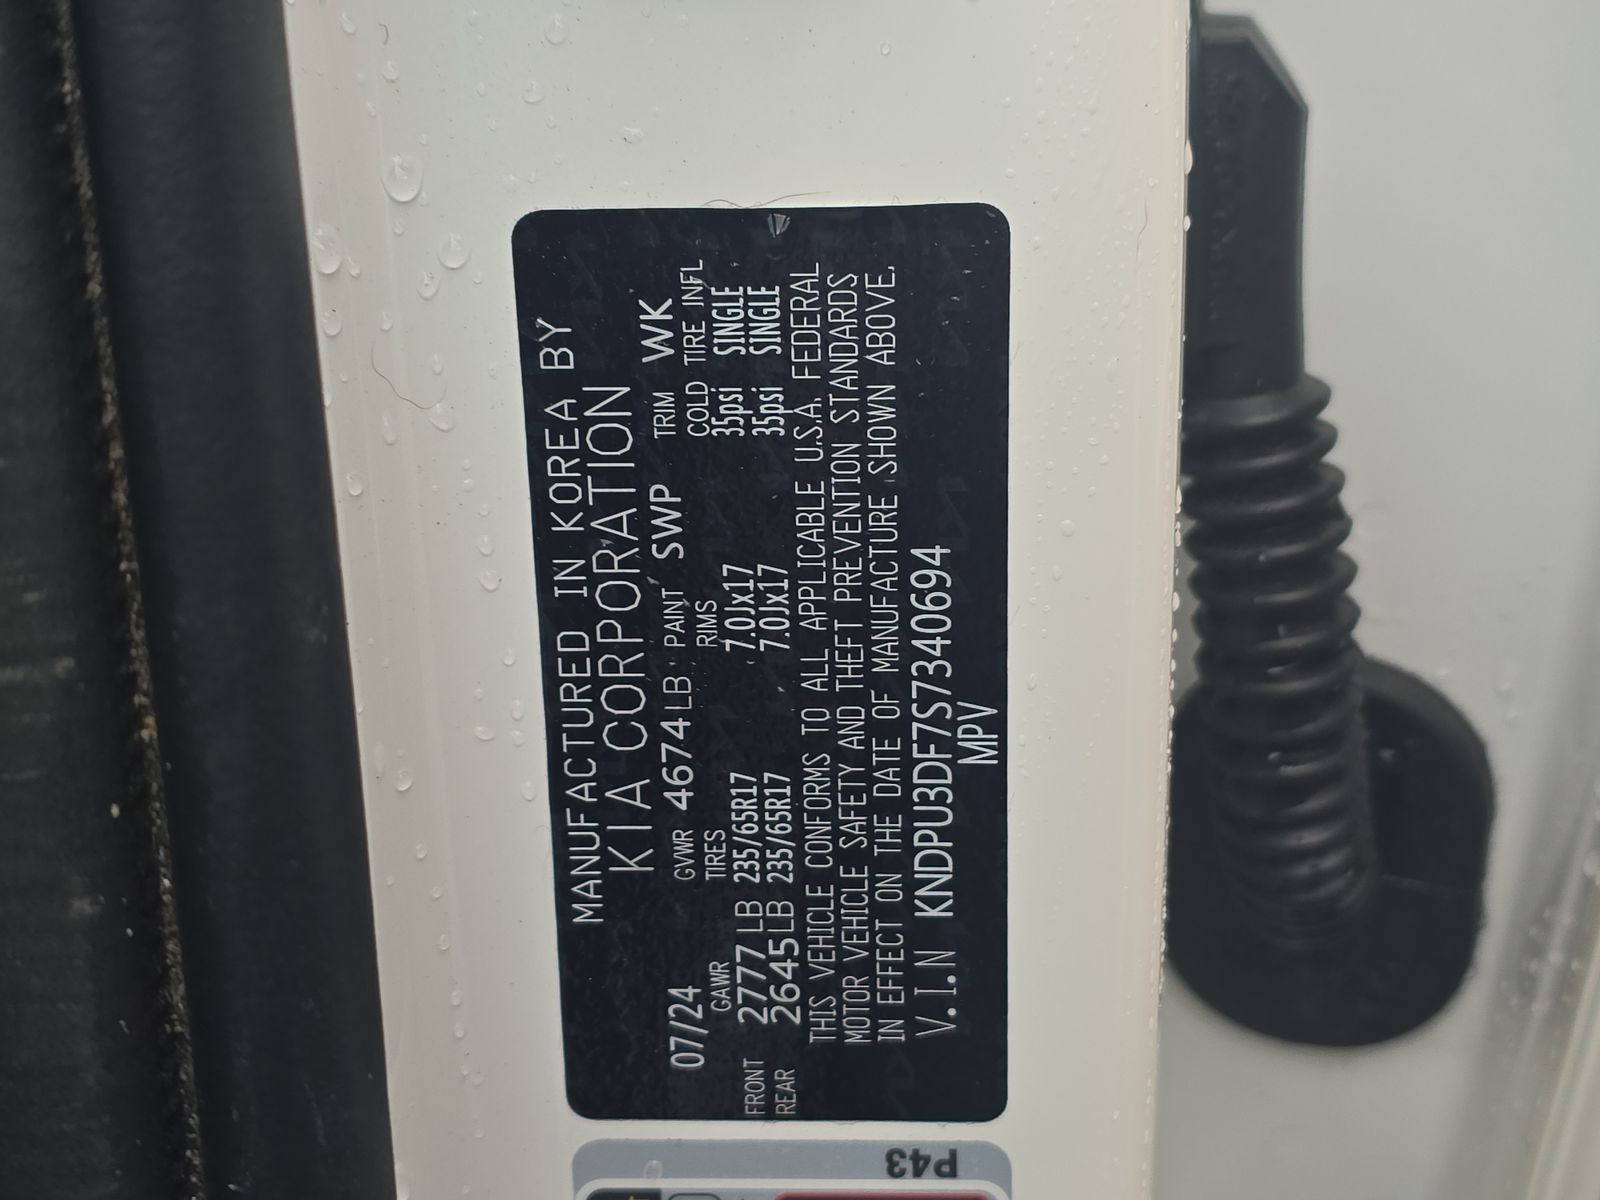 MANUFACTURED IN KOREA BY
KIA CORPORATION
07/24 GVWR 4674LB PAINT SWP TRIM WK
GAWR TIRES RIMS COLD TIRE INFL
FRONT 2777LB 235/65R17 7.0Jx17 35psi SINGLE
REAR 2645LB 235/65R17 7.0Jx17 35psi SINGLE
THIS VEHICLE CONFORMS TO ALL APPLICABLE U.S.A. FEDERAL
MOTOR VEHICLE SAFETY AND THEFT PREVENTION STANDARDS
IN EFFECT ON THE DATE OF MANUFACTURE SHOWN ABOVE.
V.I.N KNDPU3DF7S7340694
MPV
P43